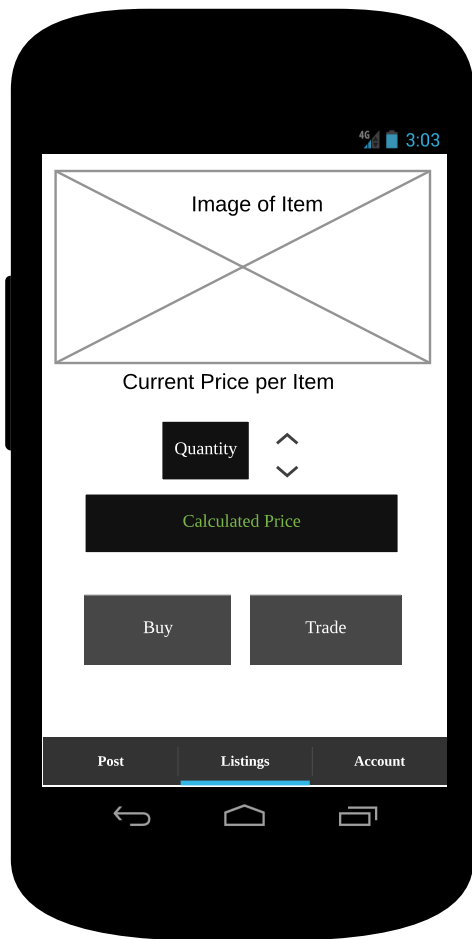 4G 3:03
Image of Item
Current Price per Item
Quantity
Calculated Price
Buy Trade
Post Listings Account